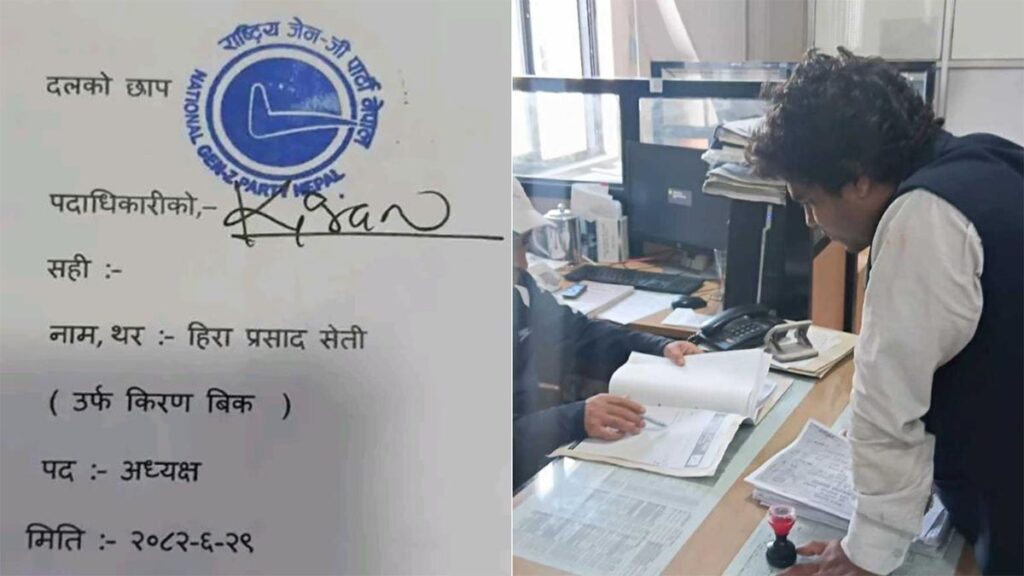 राष्ट्रिय जेन-जी पार्टी नेपाल
दलको छाप
NATIONAL GEN-Z PARTY NEPAL
पदाधिकारीको,- Kiran
सही :-
नाम, थर :- हिरा प्रसाद सेती
( उर्फ किरण बिक )
पद :- अध्यक्ष
मिति :- २०८२-६-२९